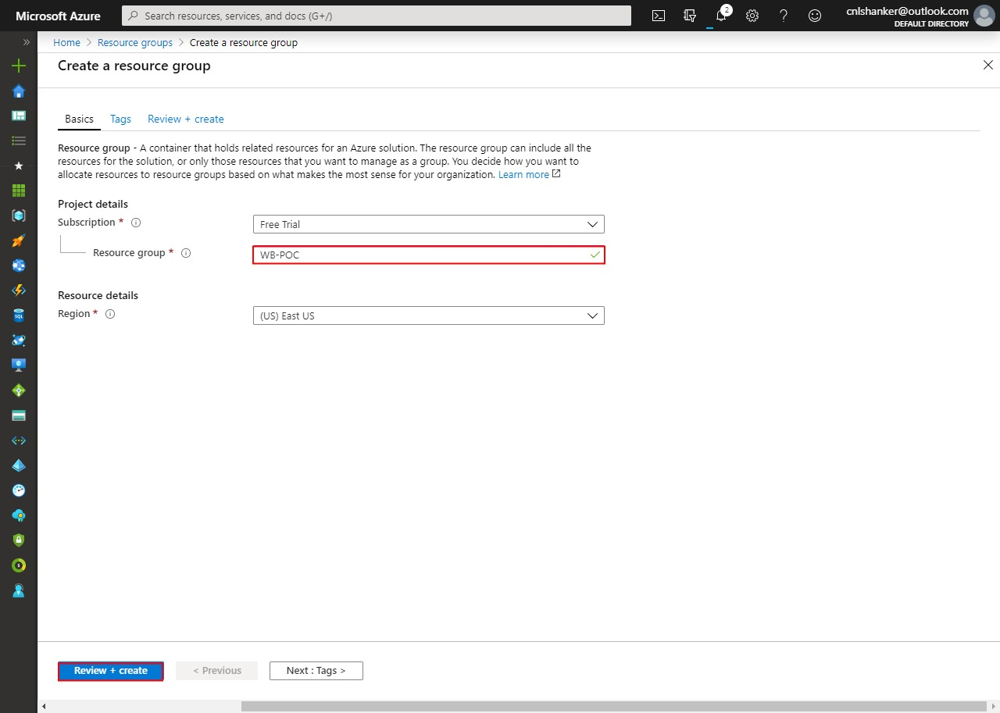 Microsoft Azure
Search resources, services, and docs (G+/)
2
cnlshanker@outlook.com
DEFAULT DIRECTORY
Home > Resource groups > Create a resource group
Create a resource group
Basics Tags Review + create
Resource group - A container that holds related resources for an Azure solution. The resource group can include all the
resources for the solution, or only those resources that you want to manage as a group. You decide how you want to
allocate resources to resource groups based on what makes the most sense for your organization. Learn more
Project details
Subscription * Free Trial
Resource group * WB-POC
Resource details
Region * (US) East US
Review + create < Previous Next : Tags >